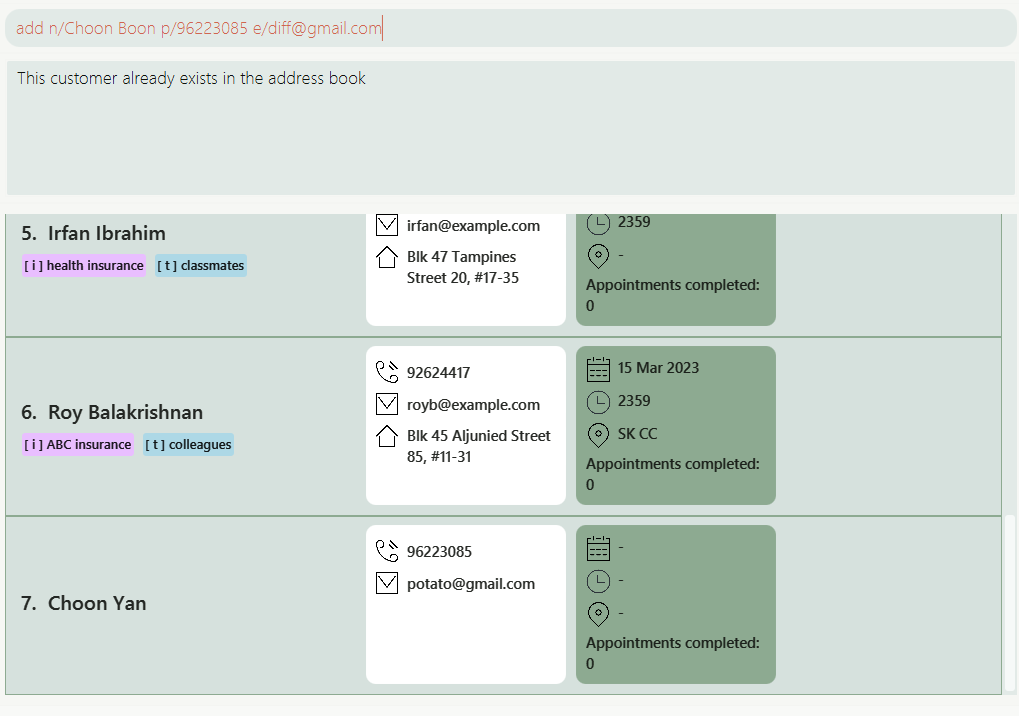 add n/Choon Boon p/96223085 e/diff@gmail.com
This customer already exists in the address book
5. Irfan Ibrahim
[ i ] health insurance [ t ] classmates
irfan@example.com
Blk 47 Tampines
Street 20, #17-35
2359
-
Appointments completed:
0
6. Roy Balakrishnan
[ i ] ABC insurance [ t ] colleagues
92624417
royb@example.com
Blk 45 Aljunied Street
85, #11-31
15 Mar 2023
2359
SK CC
Appointments completed:
0
7. Choon Yan
96223085
potato@gmail.com
-
-
-
Appointments completed:
0